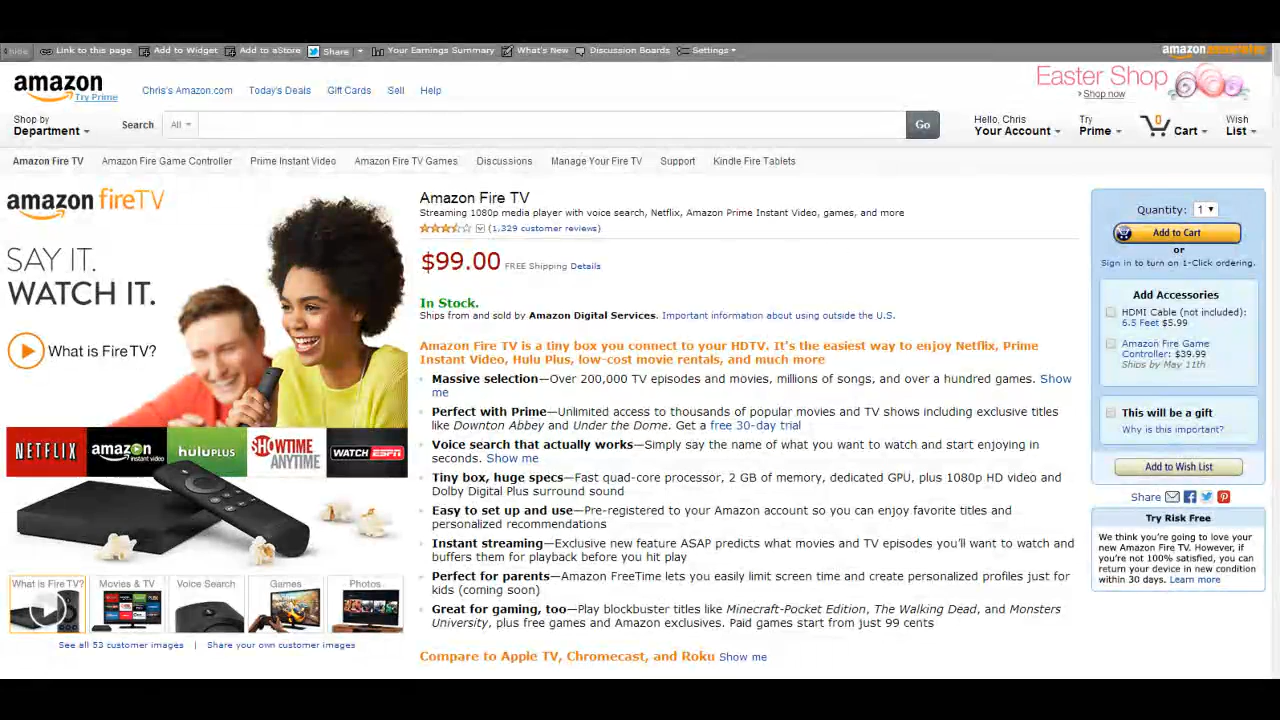 hide Link to this page Add to Widget Add to aStore Share Your Earnings Summary What's New Discussion Boards Settings
amazon
Try Prime
Chris's Amazon.com Today's Deals Gift Cards Sell Help
Easter Shop
Shop now
Shop by
Department
Search All Go
Hello, Chris
Your Account
Try
Prime
0
Cart
Wish
List
Amazon Fire TV Amazon Fire Game Controller Prime Instant Video Amazon Fire TV Games Discussions Manage Your Fire TV Support Kindle Fire Tablets
amazon fireTV
SAY IT.
WATCH IT.
What is Fire TV?
NETFLIX
amazon
instant video
huluPLUS
SHOWTIME
ANYTIME
WATCH ESPN
What is Fire TV? Movies & TV Voice Search Games Photos
See all 53 customer images | Share your own customer images
Amazon Fire TV
Streaming 1080p media player with voice search, Netflix, Amazon Prime Instant Video, games, and more
(1,329 customer reviews)
$99.00 FREE Shipping Details
In Stock.
Ships from and sold by Amazon Digital Services. Important information about using outside the U.S.
Amazon Fire TV is a tiny box you connect to your HDTV. It's the easiest way to enjoy Netflix, Prime
Instant Video, Hulu Plus, low-cost movie rentals, and much more
Massive selection—Over 200,000 TV episodes and movies, millions of songs, and over a hundred games. Show
me
Perfect with Prime—Unlimited access to thousands of popular movies and TV shows including exclusive titles
like Downton Abbey and Under the Dome. Get a free 30-day trial
Voice search that actually works—Simply say the name of what you want to watch and start enjoying in
seconds. Show me
Tiny box, huge specs—Fast quad-core processor, 2 GB of memory, dedicated GPU, plus 1080p HD video and
Dolby Digital Plus surround sound
Easy to set up and use—Pre-registered to your Amazon account so you can enjoy favorite titles and
personalized recommendations
Instant streaming—Exclusive new feature ASAP predicts what movies and TV episodes you'll want to watch and
buffers them for playback before you hit play
Perfect for parents—Amazon FreeTime lets you easily limit screen time and create personalized profiles just for
kids (coming soon)
Great for gaming, too—Play blockbuster titles like Minecraft-Pocket Edition, The Walking Dead, and Monsters
University, plus free games and Amazon exclusives. Paid games start from just 99 cents
Compare to Apple TV, Chromecast, and Roku Show me
Quantity: 1
Add to Cart
or
Sign in to turn on 1-Click ordering.
Add Accessories
HDMI Cable (not included):
6.5 Feet $5.99
Amazon Fire Game
Controller: $39.99
Ships by May 11th
This will be a gift
Why is this important?
Add to Wish List
Share
Try Risk Free
We think you're going to love your
new Amazon Fire TV. However, if
you're not 100% satisfied, you can
return your device in new condition
within 30 days. Learn more